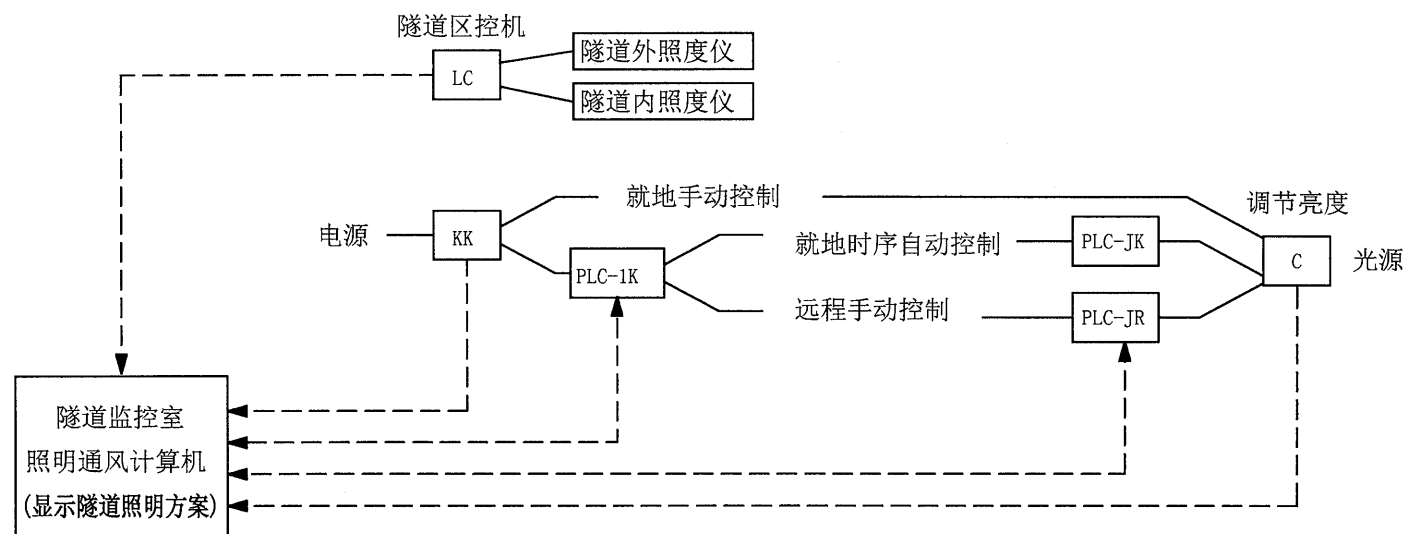 隧道区控机
LC
隧道外照度仪
隧道内照度仪
就地手动控制
调节亮度
电源
KK
就地时序自动控制
PLC-JK
C
光源
PLC-1K
远程手动控制
PLC-JR
隧道监控室
照明通风计算机
(显示隧道照明方案)